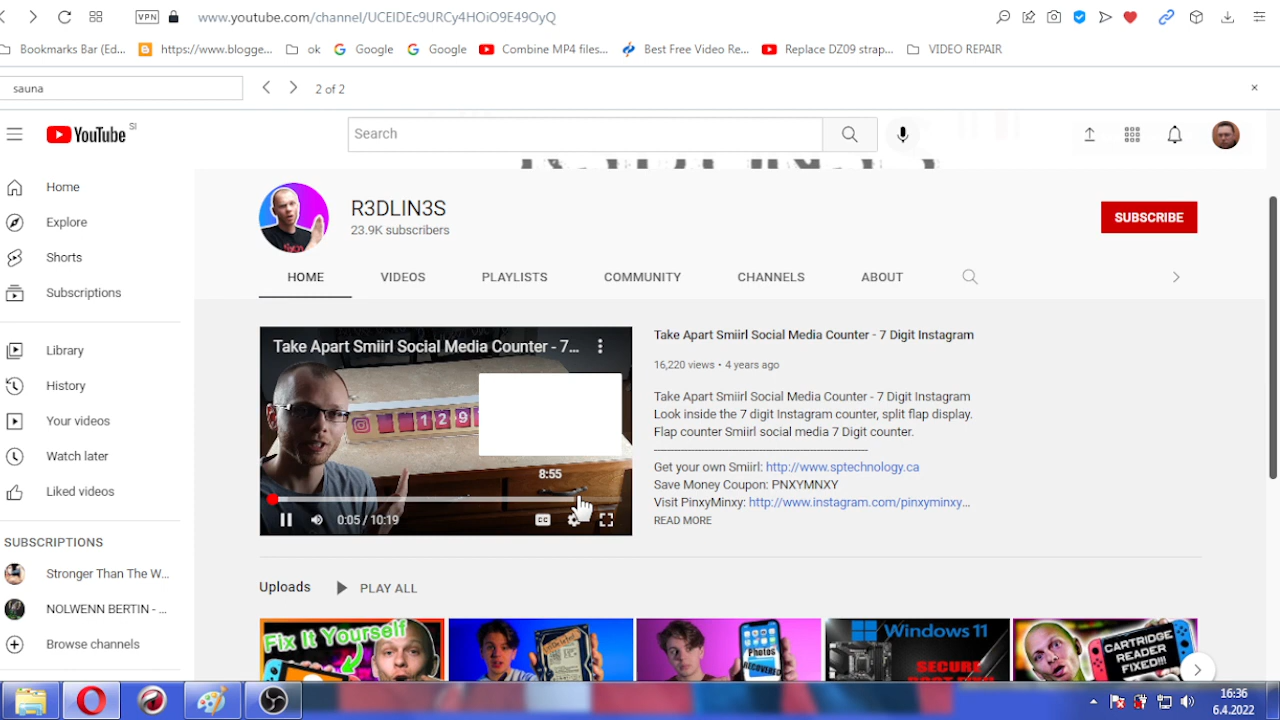 VPN
www.youtube.com/channel/UCEIDEc9URCy4HOiO9E49OyQ
Bookmarks Bar (Ed...
https://www.blogge...
ok
Google
Google
Combine MP4 files...
Best Free Video Re...
Replace DZ09 strap...
VIDEO REPAIR
sauna
2 of 2
YouTube SI
Search
Home
Explore
Shorts
Subscriptions
Library
History
Your videos
Watch later
Liked videos
SUBSCRIPTIONS
Stronger Than The W...
NOLWENN BERTIN - ...
Browse channels
R3DLIN3S
23.9K subscribers
SUBSCRIBE
HOME
VIDEOS
PLAYLISTS
COMMUNITY
CHANNELS
ABOUT
Take Apart Smiirl Social Media Counter - 7...
129
8:55
0:05 / 10:19
CC
Take Apart Smiirl Social Media Counter - 7 Digit Instagram
16,220 views • 4 years ago
Take Apart Smiirl Social Media Counter - 7 Digit Instagram
Look inside the 7 digit Instagram counter, split flap display.
Flap counter Smiirl social media 7 Digit counter.
Get your own Smiirl: http://www.sptechnology.ca
Save Money Coupon: PNXYMNXY
Visit PinxyMinxy: http://www.instagram.com/pinxyminxy...
READ MORE
Uploads
PLAY ALL
Fix It Yourself
Photos
RECOVERED
Windows 11
SECURE
CARTRIDGE
READER
FIXED!!!
16:36
6.4.2022